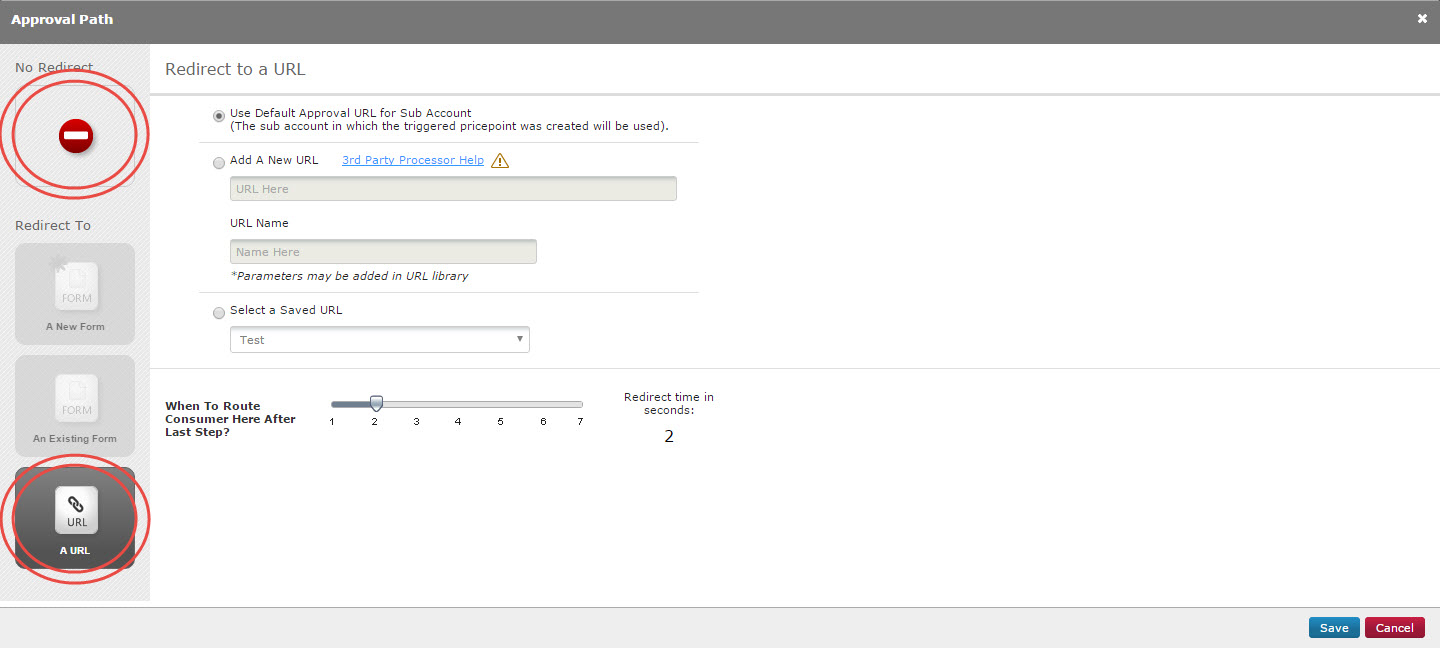 Approval Path
No Redirect
Redirect to a URL
Use Default Approval URL for Sub Account
(The sub account in which the triggered pricepoint was created will be used).
Add A New URL 3rd Party Processor Help
URL Here
URL Name
Name Here
*Parameters may be added in URL library
Select a Saved URL
Test
Redirect To
FORM
A New Form
FORM
An Existing Form
URL
A URL
When To Route
Consumer Here After
Last Step?
1 2 3 4 5 6 7
Redirect time in
seconds:
2
Save Cancel